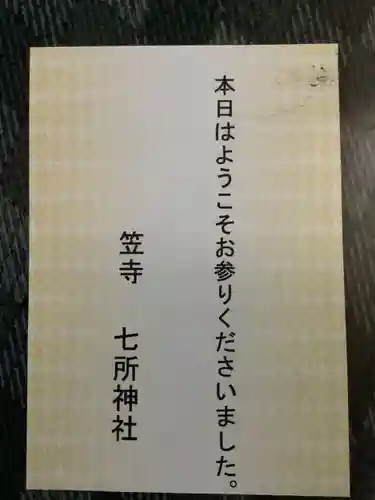 本日はようこそお参りくださいました。
笠寺　七所神社